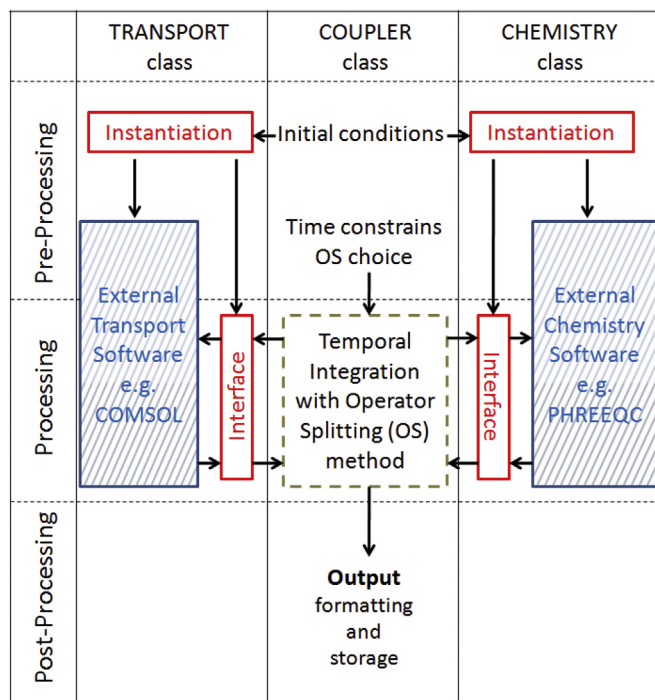 TRANSPORT
class
COUPLER
class
CHEMISTRY
class
Pre-Processing
Instantiation
Initial conditions
Instantiation
Time constrains
OS choice
External
Transport
Software
e.g.
COMSOL
External
Chemistry
Software
e.g.
PHREEQC
Processing
Interface
Temporal
Integration
with Operator
Splitting (OS)
method
Interface
Post-Processing
Output
formatting
and
storage